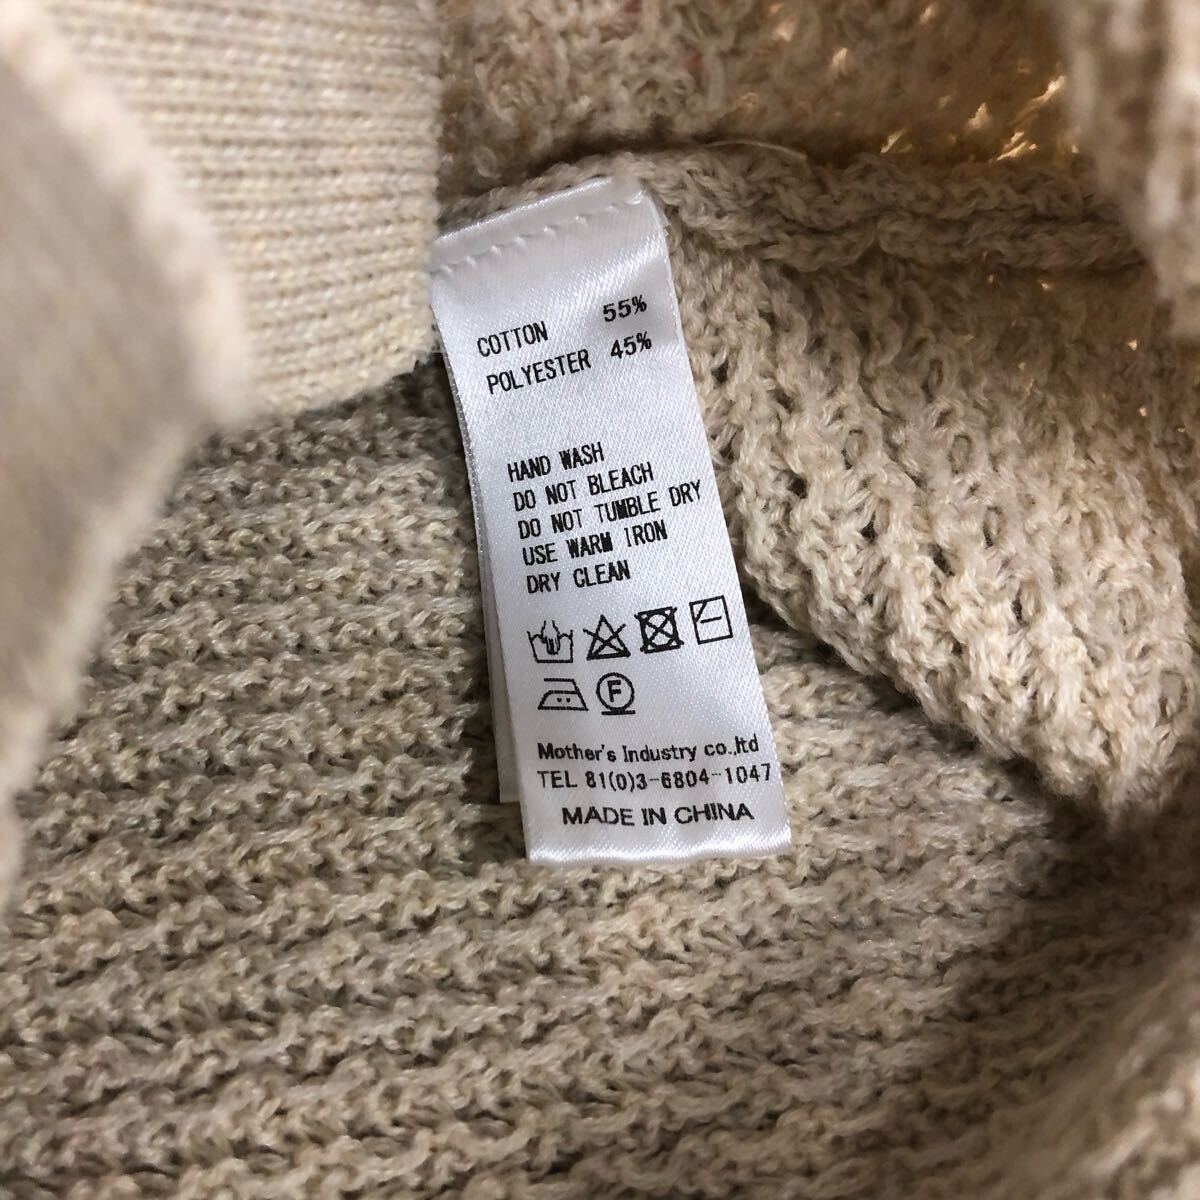 COTTON 55%
POLYESTER 45%
HAND WASH
DO NOT BLEACH
DO NOT TUMBLE DRY
USE WARM IRON
DRY CLEAN
F
Mother's Industry co.,ltd
TEL 81(0)3-6804-1047
MADE IN CHINA